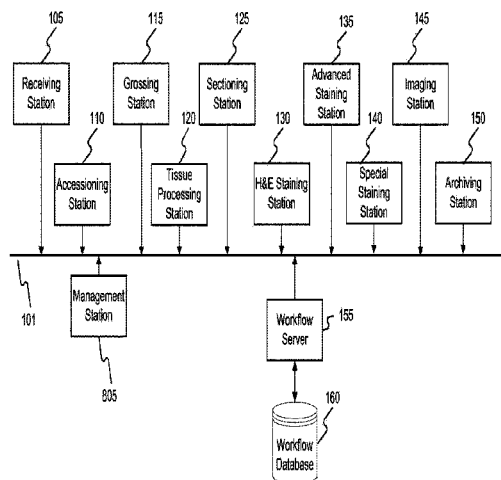 105
115
125
135
145
Receiving
Station
Grossing
Station
Sectioning
Station
Advanced
Staining
Station
Imaging
Station
110
120
130
140
150
Accessioning
Station
Tissue
Processing
Station
H&E Staining
Station
Special
Staining
Station
Archiving
Station
101
Management
Station
805
Workflow
Server
155
160
Workflow
Database